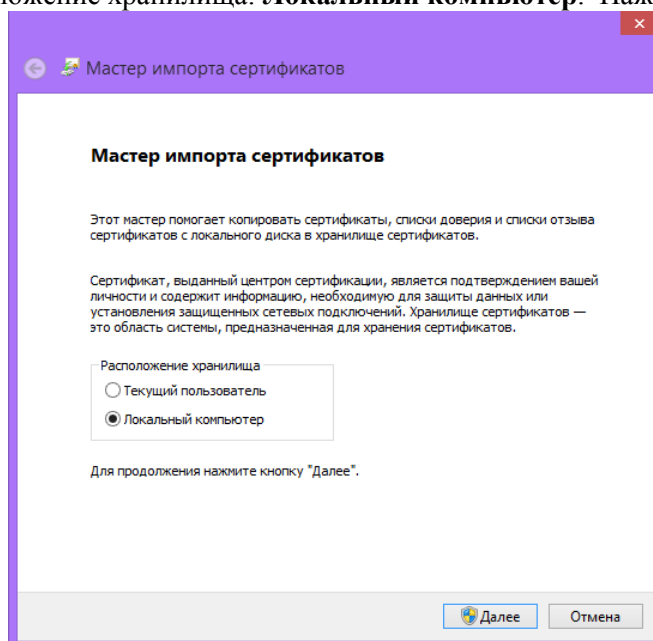 хранилища: Локальный компьютер.
Мастер импорта сертификатов
Мастер импорта сертификатов
Этот мастер помогает копировать сертификаты, списки доверия и списки отзыва
сертификатов с локального диска в хранилище сертификатов.
Сертификат, выданный центром сертификации, является подтверждением вашей
личности и содержит информацию, необходимую для защиты данных или
установления защищенных сетевых подключений. Хранилище сертификатов —
это область системы, предназначенная для хранения сертификатов.
Расположение хранилища
Текущий пользователь
Локальный компьютер
Для продолжения нажмите кнопку "Далее".
Далее Отмена